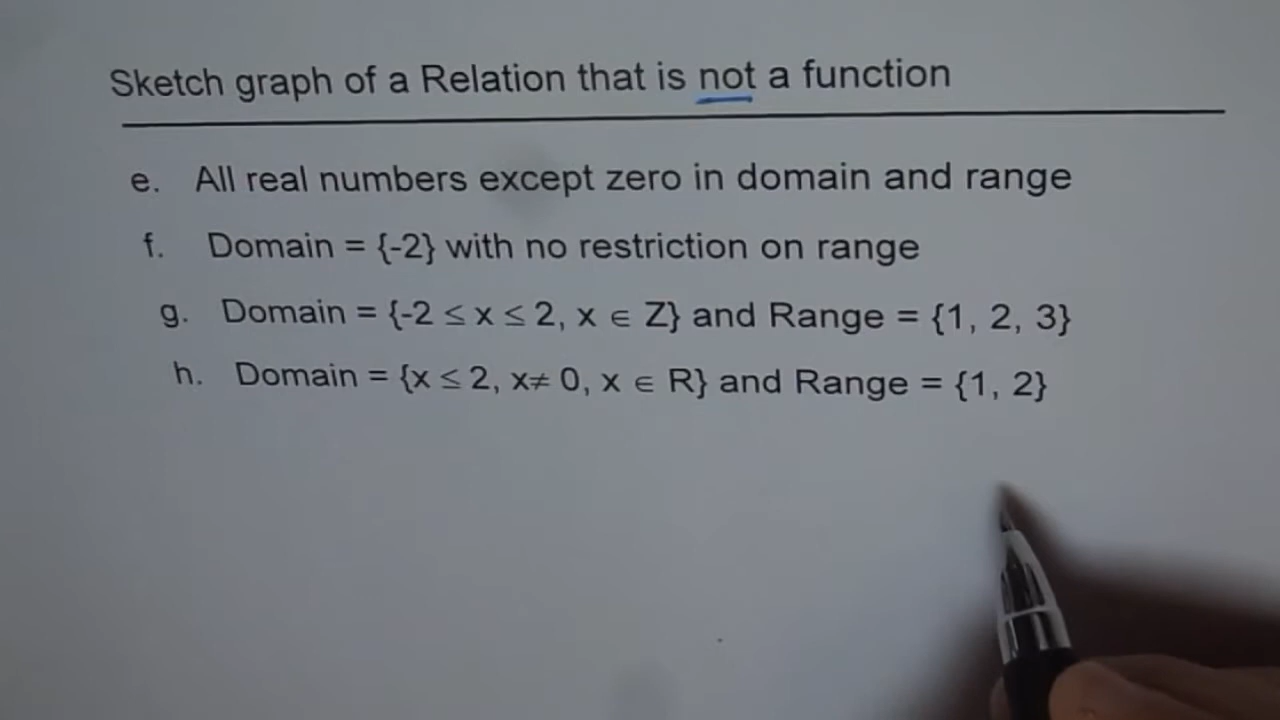 Sketch graph of a Relation that is not a function
e. All real numbers except zero in domain and range
f. Domain = {-2} with no restriction on range
g. Domain = {-2 ≤ x ≤ 2, x ∈ Z} and Range = {1, 2, 3}
h. Domain = {x ≤ 2, x≠ 0, x ∈ R} and Range = {1, 2}